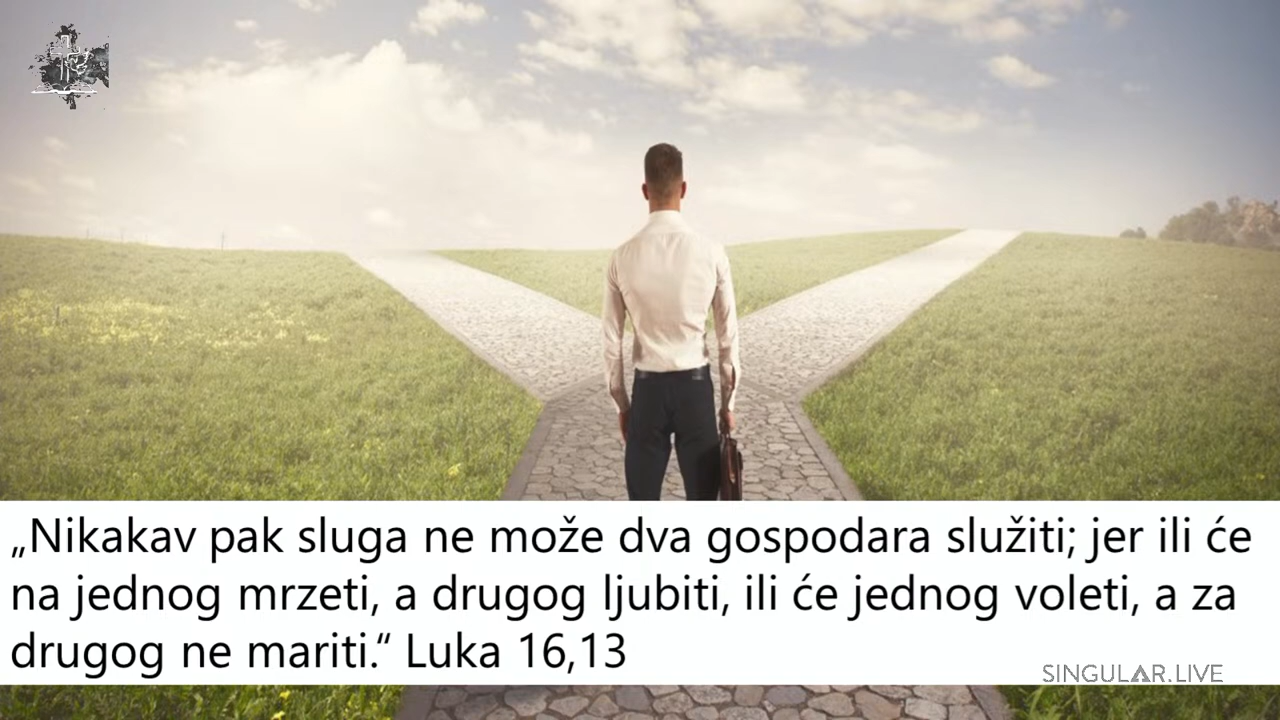 „Nikakav pak sluga ne može dva gospodara služiti; jer ili će
na jednog mrzeti, a drugog ljubiti, ili će jednog voleti, a za
drugog ne mariti.“ Luka 16,13
SINGULAR.LIVE